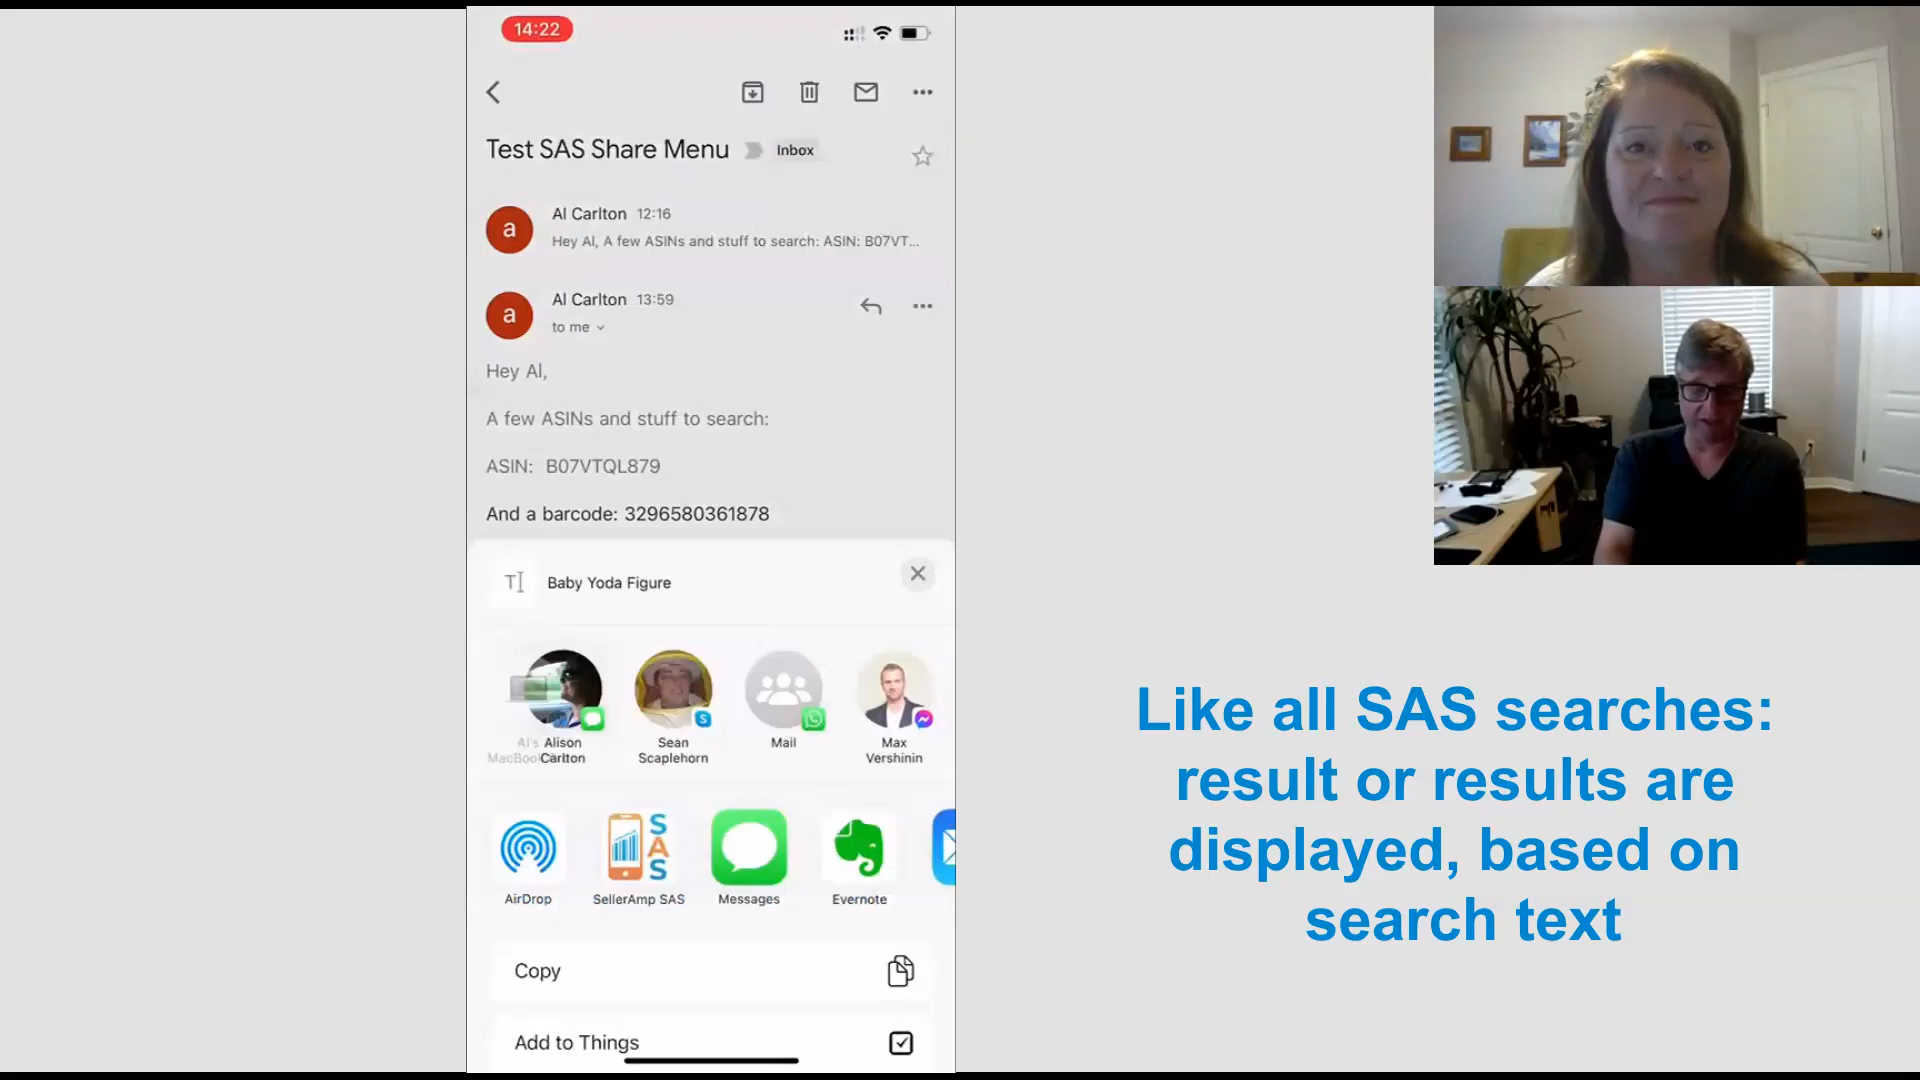 14:22
Test SAS Share Menu Inbox
Al Carlton 12:16
Hey Al, A few ASINs and stuff to search: ASIN: B07VT...
a
Al Carlton 13:59
a
to me
Hey Al,
A few ASINs and stuff to search:
ASIN: B07VTQL879
And a barcode: 3296580361878
Baby Yoda Figure
Al's Alison Sean Mail Max
MacBoo Carlton Scaplehorn Vershinin
S
A
S
AirDrop SellerAmp SAS Messages Evernote
Copy
Add to Things
Like all SAS searches:
result or results are
displayed, based on
search text